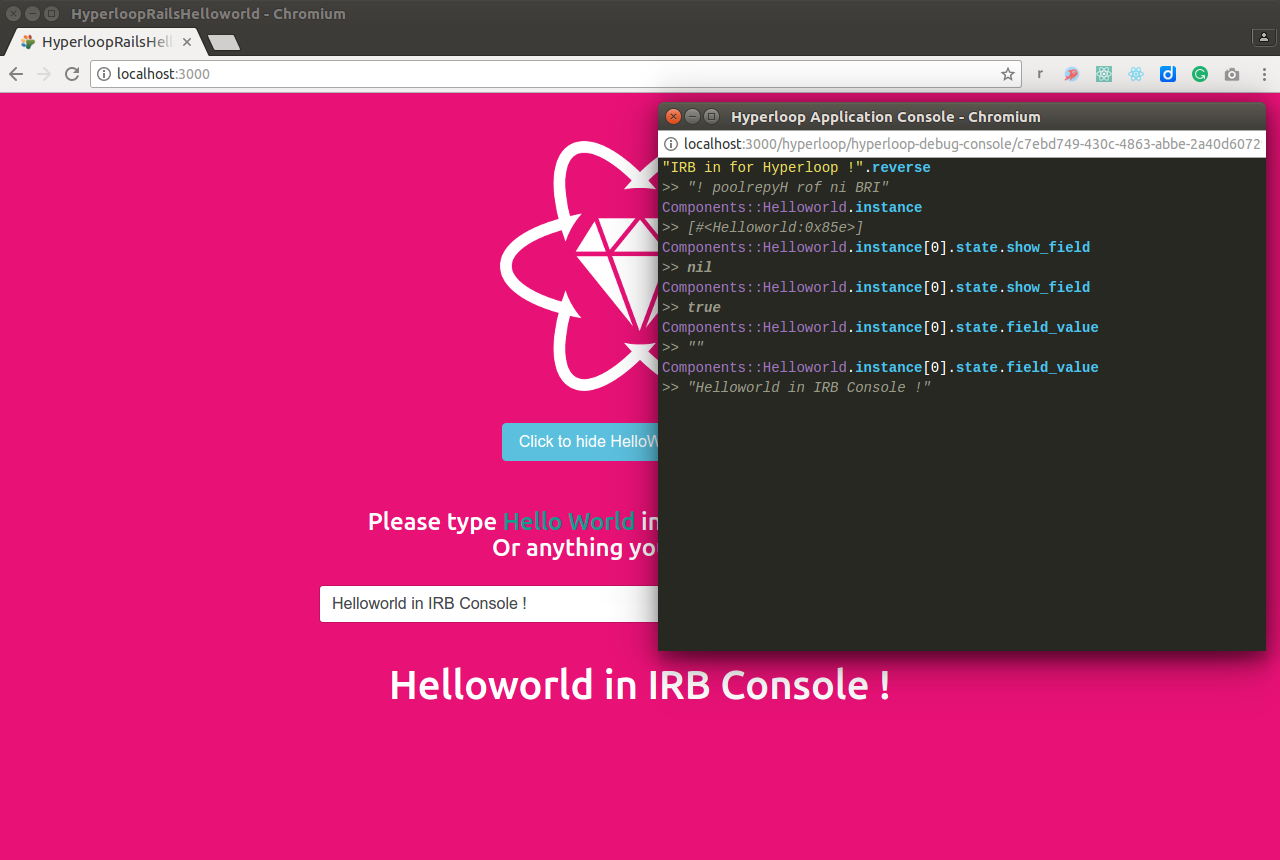 HyperloopRailsHelloworld - Chromium
HyperloopRailsHell
localhost:3000
r
Hyperloop Application Console - Chromium
localhost:3000/hyperloop/hyperloop-debug-console/c7ebd749-430c-4863-abbe-2a40d6072
"IRB in for Hyperloop !".reverse
>> "! poolrepyH rof ni BRI"
Components::Helloworld.instance
>> [#<Helloworld:0x85e>]
Components::Helloworld.instance[0].state.show_field
>> nil
Components::Helloworld.instance[0].state.show_field
>> true
Components::Helloworld.instance[0].state.field_value
>> ""
Components::Helloworld.instance[0].state.field_value
>> "Helloworld in IRB Console !"
Click to hide Hello
Please type Hello World in
Or anything yo
Helloworld in IRB Console !
Helloworld in IRB Console !